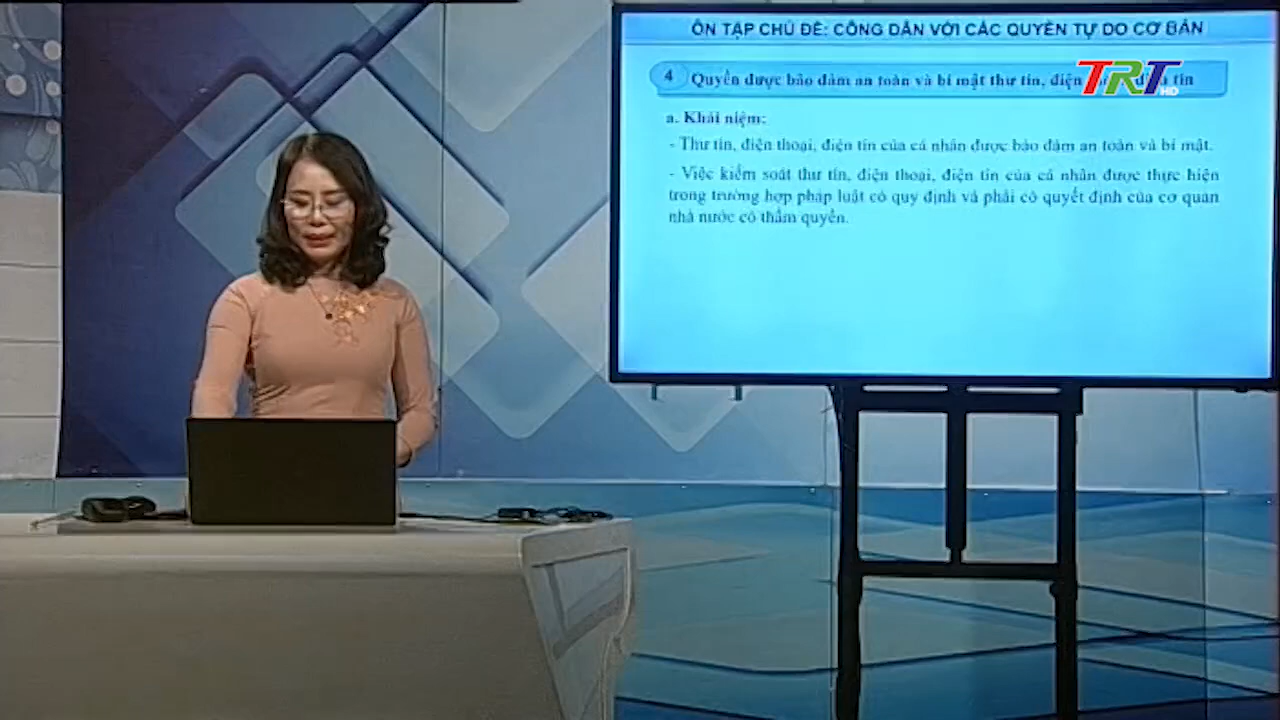 ÔN TẬP CHỦ ĐỀ: CÔNG DÂN VỚI CÁC QUYỀN TỰ DO CƠ BẢN
TRT HD
4 Quyền được bảo đảm an toàn và bí mật thư tín, điện tín
a. Khái niệm:
- Thư tín, điện thoại, điện tín của cá nhân được bảo đảm an toàn và bí mật.
- Việc kiểm soát thư tín, điện thoại, điện tín của cá nhân được thực hiện
trong trường hợp pháp luật có quy định và phải có quyết định của cơ quan
nhà nước có thẩm quyền.